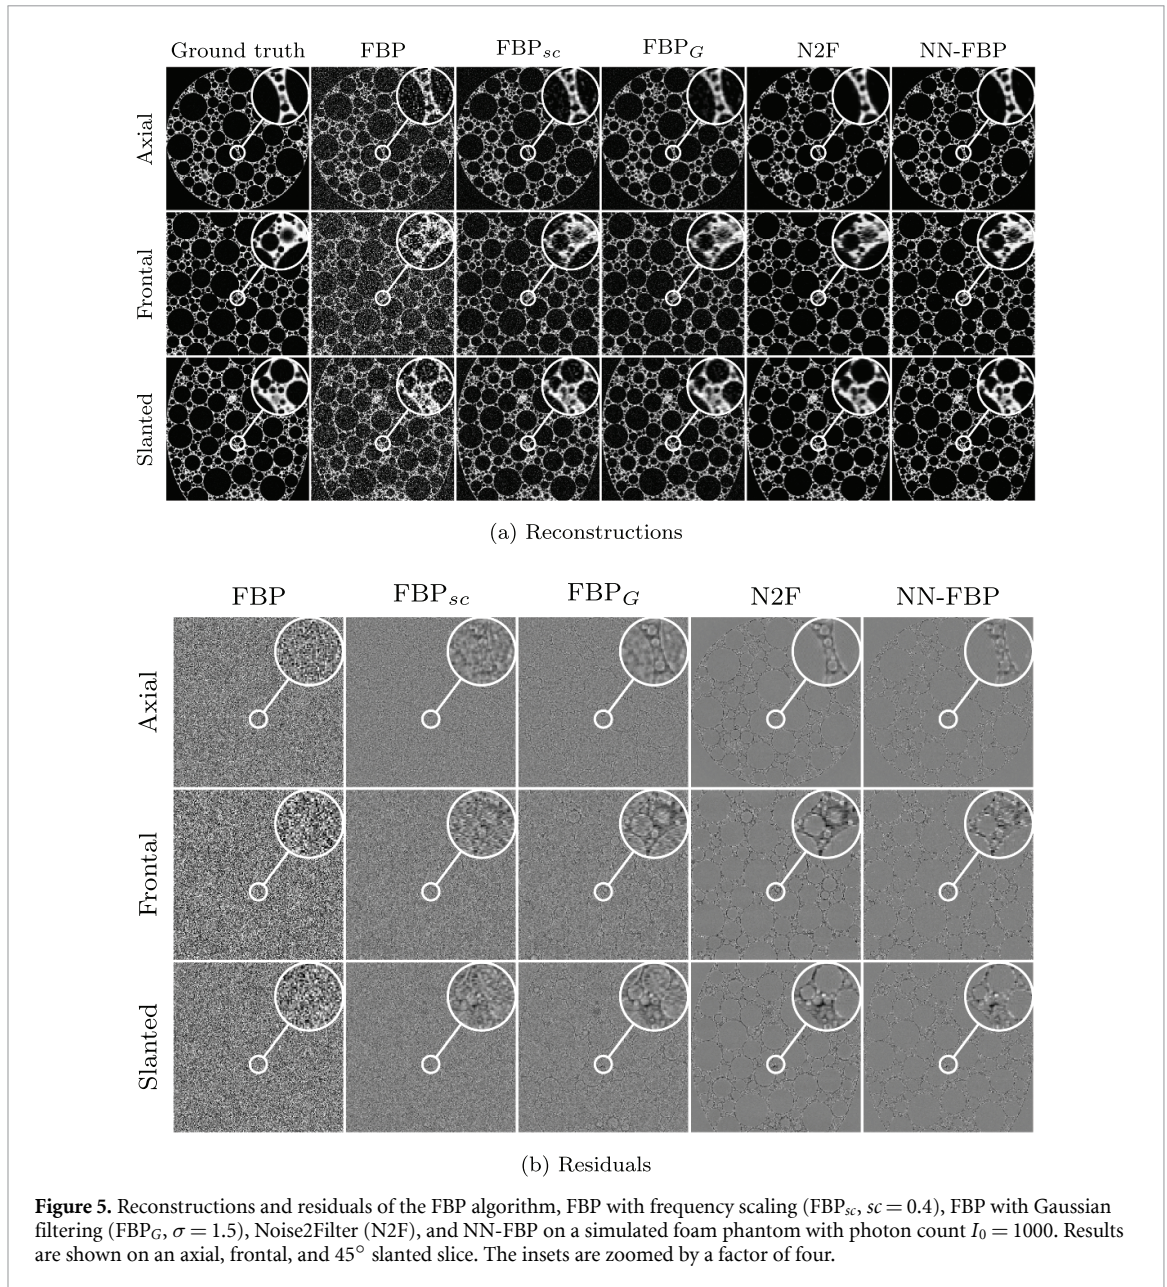 Ground truth FBP FBPsc FBPG N2F NN-FBP
Axial
Frontal
Slanted
(a) Reconstructions
FBP FBPsc FBPG N2F NN-FBP
Axial
Frontal
Slanted
(b) Residuals
Figure 5. Reconstructions and residuals of the FBP algorithm, FBP with frequency scaling (FBPsc, sc = 0.4), FBP with Gaussian
filtering (FBPG, σ = 1.5), Noise2Filter (N2F), and NN-FBP on a simulated foam phantom with photon count I0 = 1000. Results
are shown on an axial, frontal, and 45° slanted slice. The insets are zoomed by a factor of four.